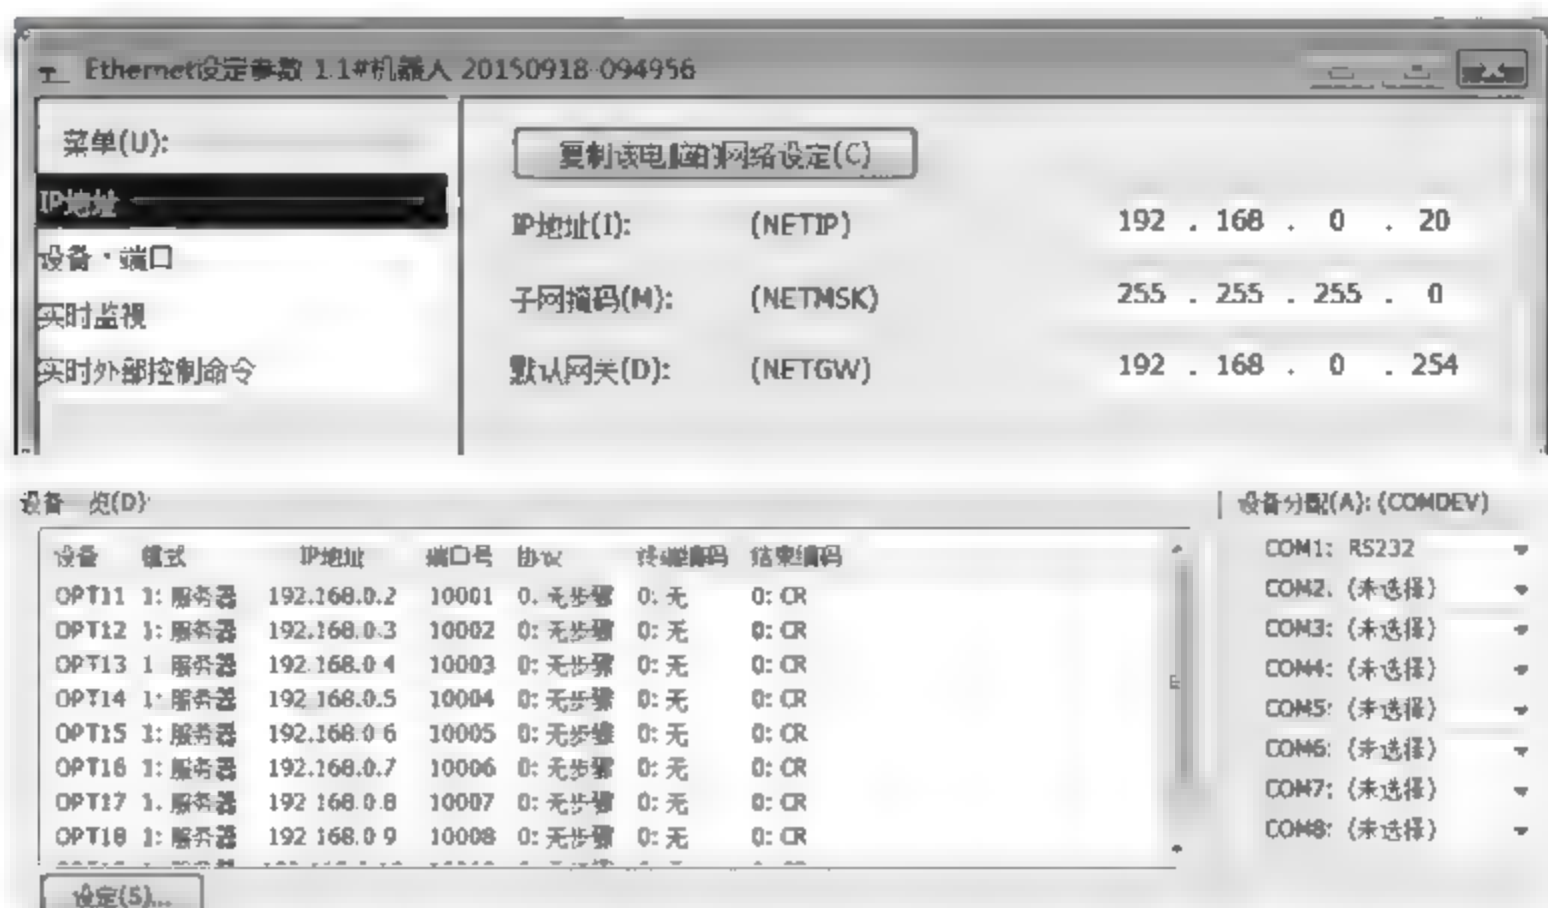 Ethernet设定参数 1:1#机器人 20150918-094956
菜单(U):
IP地址
设备・端口
实时监视
实时外部控制命令
复制该电脑的网络设定(C)
IP地址(I): (NETIP) 192 . 168 . 0 . 20
子网掩码(M): (NETMSK) 255 . 255 . 255 . 0
默认网关(D): (NETGW) 192 . 168 . 0 . 254
设备一览(D):
设备 模式 IP地址 端口号 协议 终端编码 结束编码
OPT11 1: 服务器 192.168.0.2 10001 0: 无步骤 0: 无 0: CR
OPT12 1: 服务器 192.168.0.3 10002 0: 无步骤 0: 无 0: CR
OPT13 1: 服务器 192.168.0.4 10003 0: 无步骤 0: 无 0: CR
OPT14 1: 服务器 192.168.0.5 10004 0: 无步骤 0: 无 0: CR
OPT15 1: 服务器 192.168.0.6 10005 0: 无步骤 0: 无 0: CR
OPT16 1: 服务器 192.168.0.7 10006 0: 无步骤 0: 无 0: CR
OPT17 1: 服务器 192.168.0.8 10007 0: 无步骤 0: 无 0: CR
OPT18 1: 服务器 192.168.0.9 10008 0: 无步骤 0: 无 0: CR
设定(S)...
设备分配(A): (COMDEV)
COM1: RS232
COM2: (未选择)
COM3: (未选择)
COM4: (未选择)
COM5: (未选择)
COM6: (未选择)
COM7: (未选择)
COM8: (未选择)